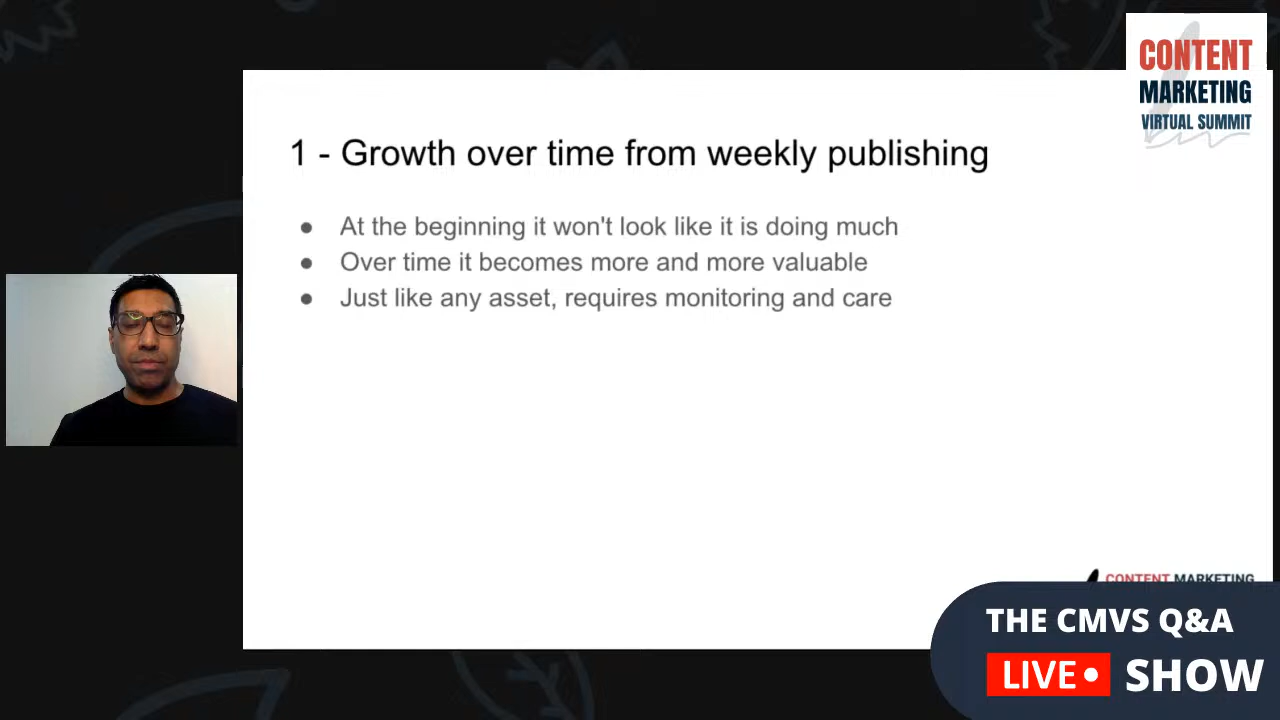 CONTENT
MARKETING
VIRTUAL SUMMIT
1 - Growth over time from weekly publishing
● At the beginning it won't look like it is doing much
● Over time it becomes more and more valuable
● Just like any asset, requires monitoring and care
CONTENT MARKETING
THE CMVS Q&A
LIVE SHOW